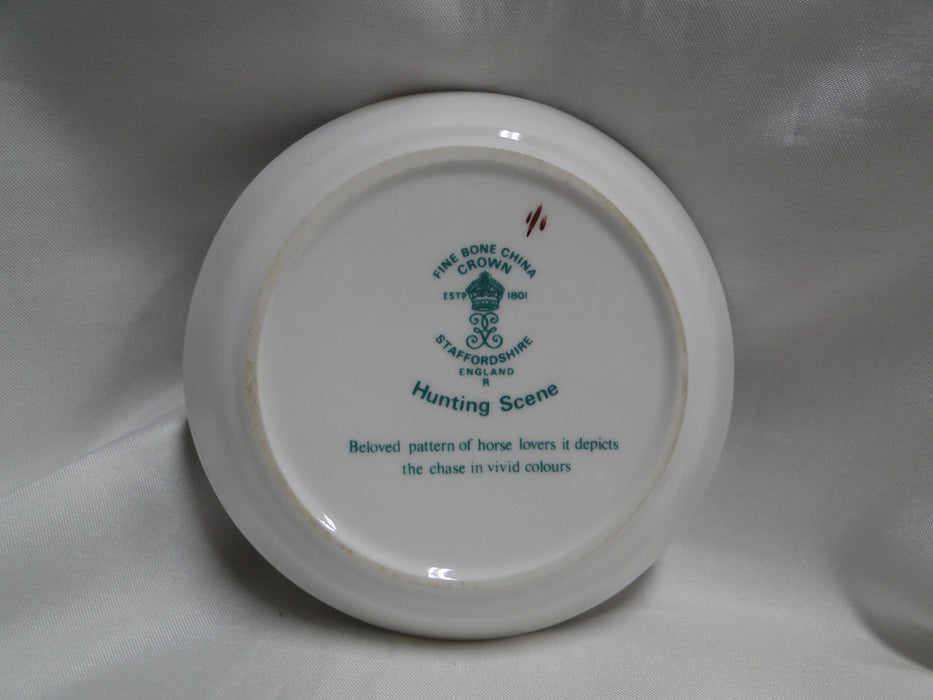 FINE BONE CHINA
CROWN
ESTD 1801
STAFFORDSHIRE
ENGLAND
R
Hunting Scene
Beloved pattern of horse lovers it depicts
the chase in vivid colours